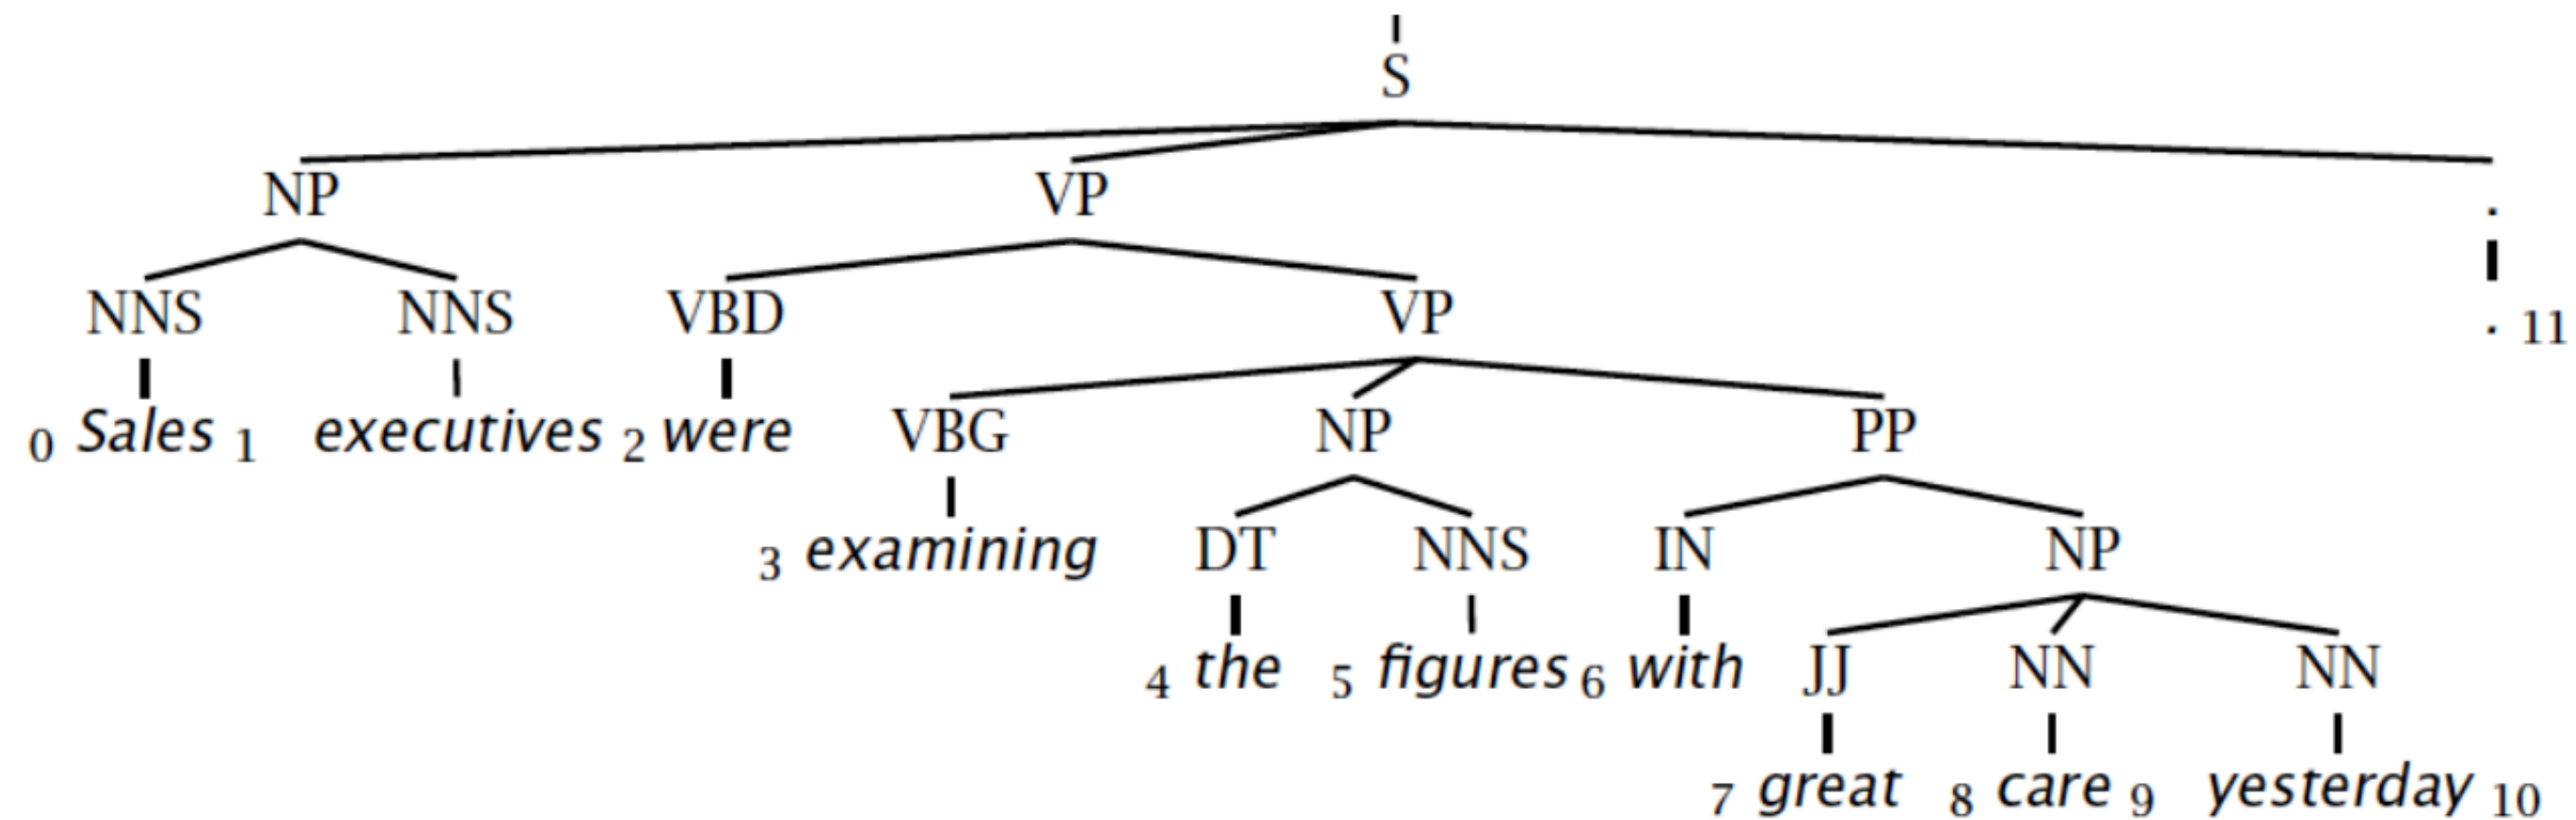 S
NP VP .
NNS NNS VBD VP . 11
0 Sales 1 executives 2 were VBG NP PP
3 examining DT NNS IN NP
4 the 5 figures 6 with JJ NN NN
7 great 8 care 9 yesterday 10